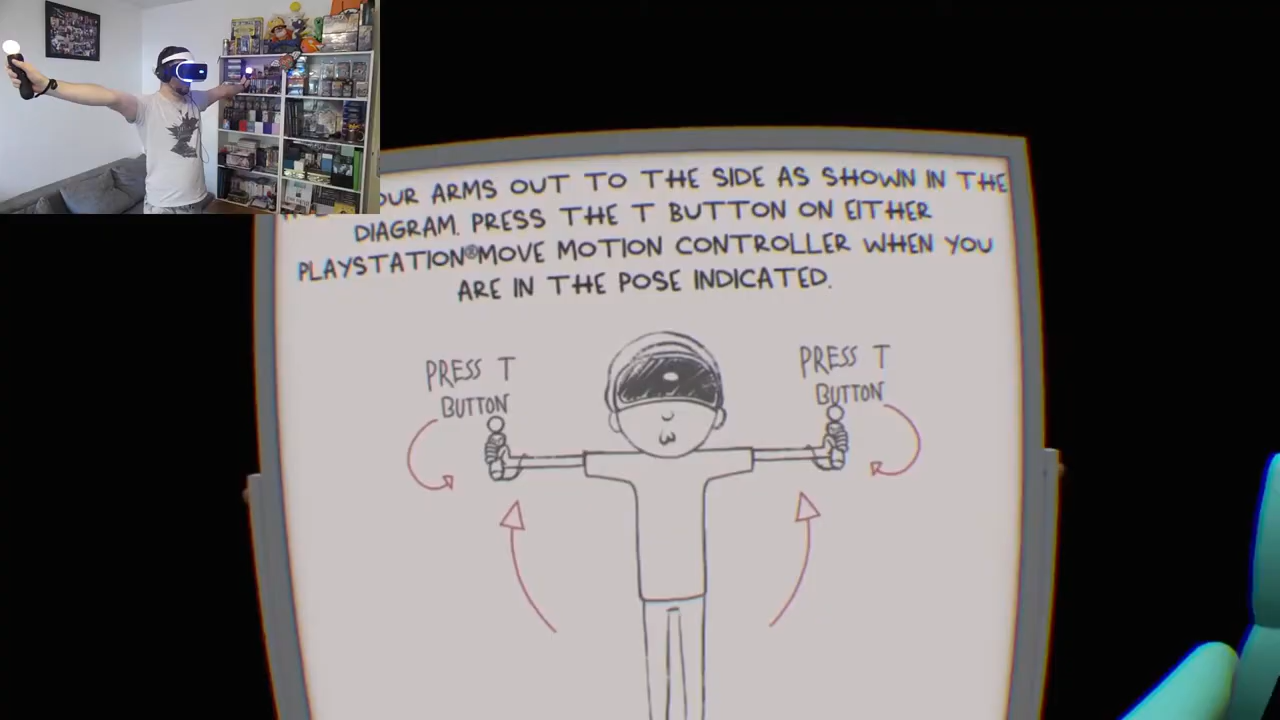 OUR ARMS OUT TO THE SIDE AS SHOWN IN THE
DIAGRAM. PRESS THE T BUTTON ON EITHER
PLAYSTATION®MOVE MOTION CONTROLLER WHEN YOU
ARE IN THE POSE INDICATED.
PRESS T
BUTTON
PRESS T
BUTTON